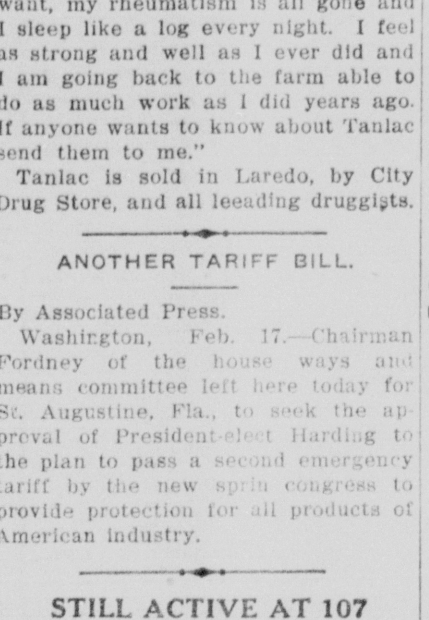 want, my rheumatism is all gone and
I sleep like a log every night. I feel
as strong and well as I ever did and
I am going back to the farm able to
do as much work as I did years ago.
If anyone wants to know about Tanlac
send them to me."
Tanlac is sold in Laredo, by City
Drug Store, and all leeading druggists.
ANOTHER TARIFF BILL.
By Associated Press.
Washington, Feb. 17.—Chairman
Fordney of the house ways and
means committee left here today for
St. Augustine, Fla., to seek the ap-
proval of President-elect Harding to
the plan to pass a second emergency
tariff by the new sprin congress to
provide protection for all products of
American industry.
STILL ACTIVE AT 107